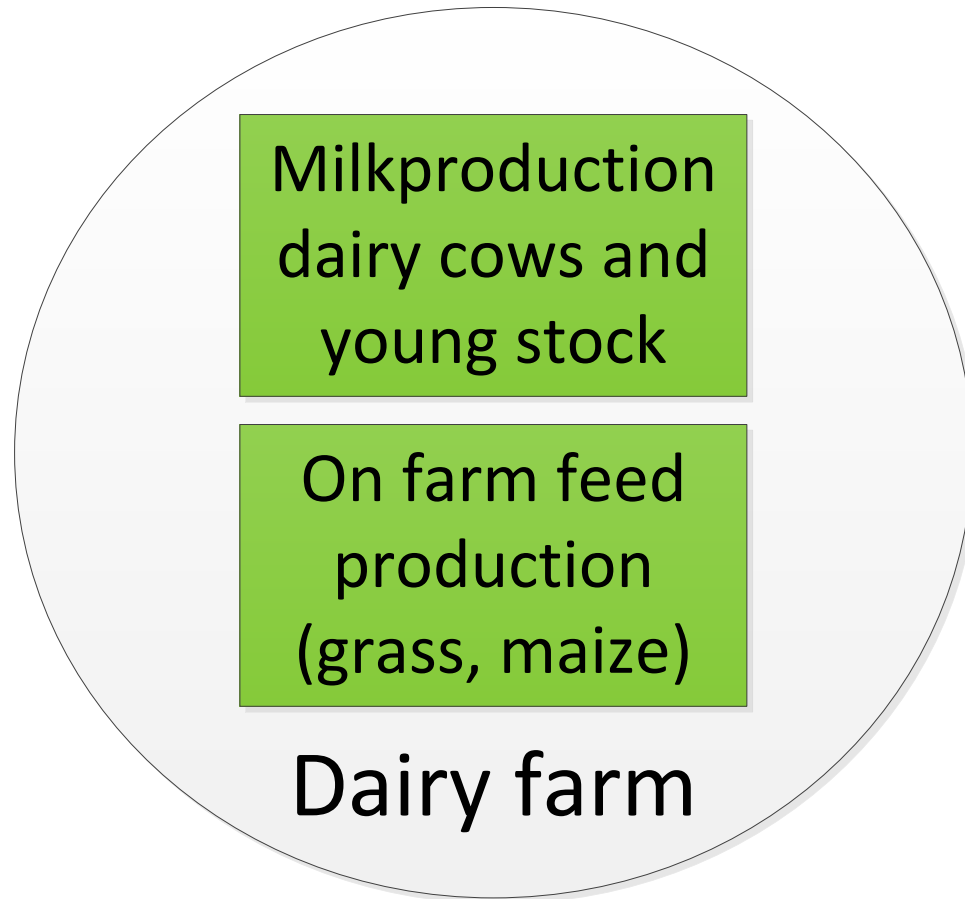 Milkproduction
dairy cows and
young stock
On farm feed
production
(grass, maize)
Dairy farm